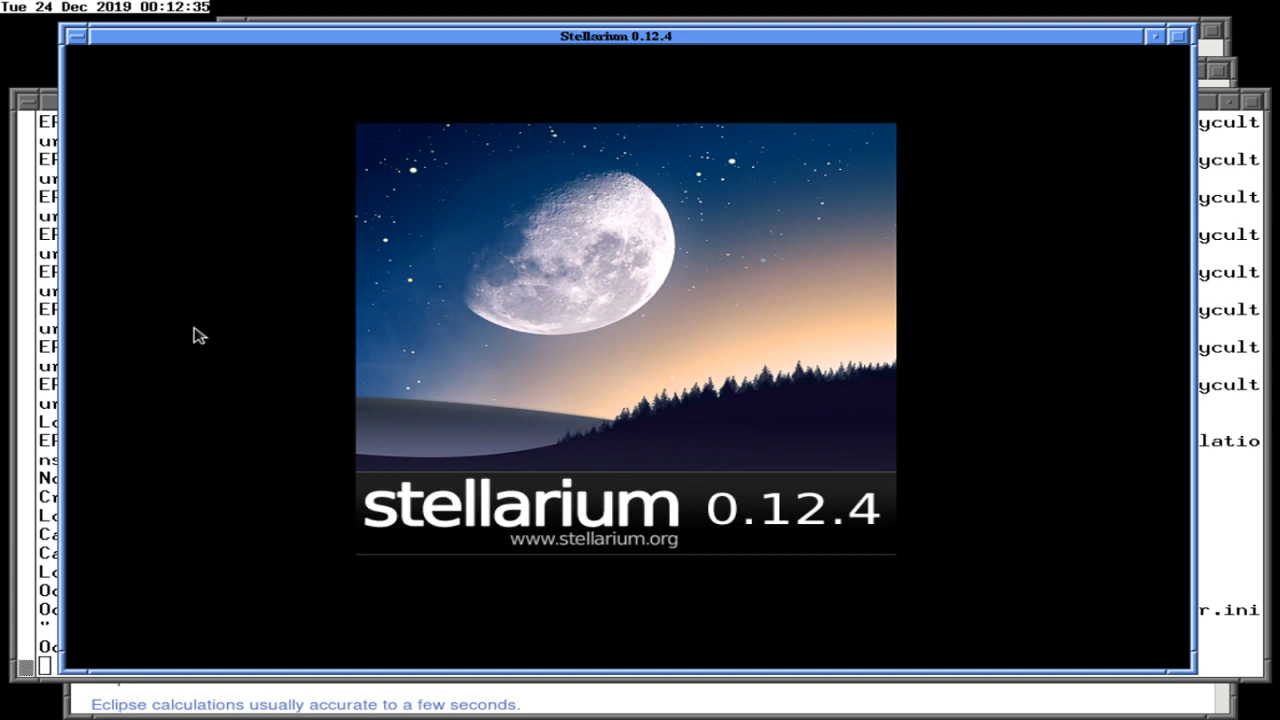 Tue 24 Dec 2019 00:12:35
Stellarium 0.12.4
ycult
ycult
ycult
ycult
ycult
ycult
ycult
ycult
latio
ns
r.ini
"
stellarium 0.12.4
www.stellarium.org
Eclipse calculations usually accurate to a few seconds.